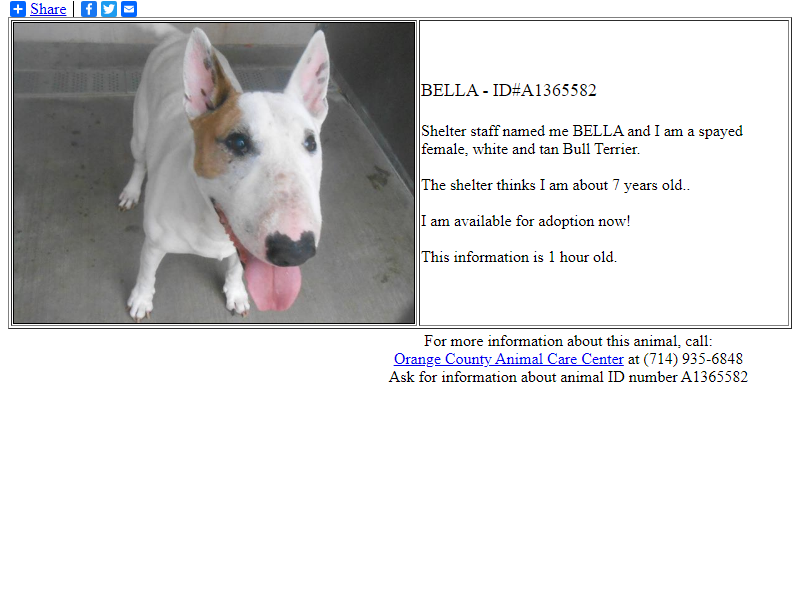 Share
BELLA - ID#A1365582
Shelter staff named me BELLA and I am a spayed
female, white and tan Bull Terrier.
The shelter thinks I am about 7 years old..
I am available for adoption now!
This information is 1 hour old.
For more information about this animal, call:
Orange County Animal Care Center at (714) 935-6848
Ask for information about animal ID number A1365582